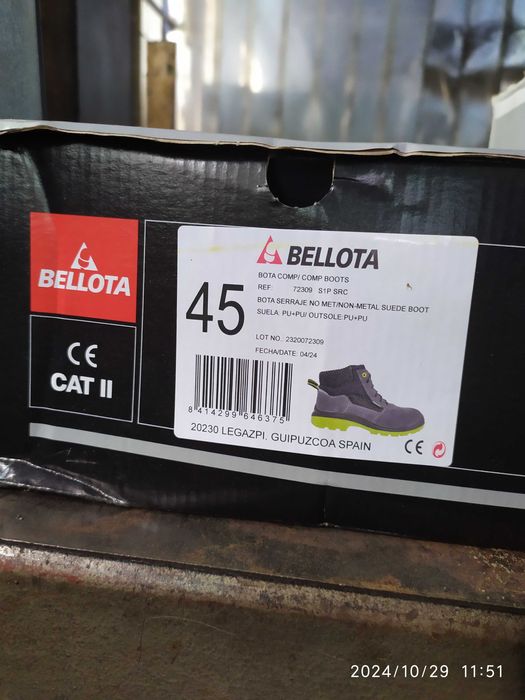 BELLOTA
CE
CAT II
BELLOTA
45
BOTA COMP/ COMP BOOTS
REF: 72309 S1P SRC
BOTA SERRAJE NO MET/NON-METAL SUEDE BOOT
SUELA: PU+PU/ OUTSOLE:PU+PU
LOT NO.: 2320072309
FECHA/DATE: 04/24
8 414299 646375
20230 LEGAZPI. GUIPUZCOA SPAIN
CE
2024/10/29 11:51